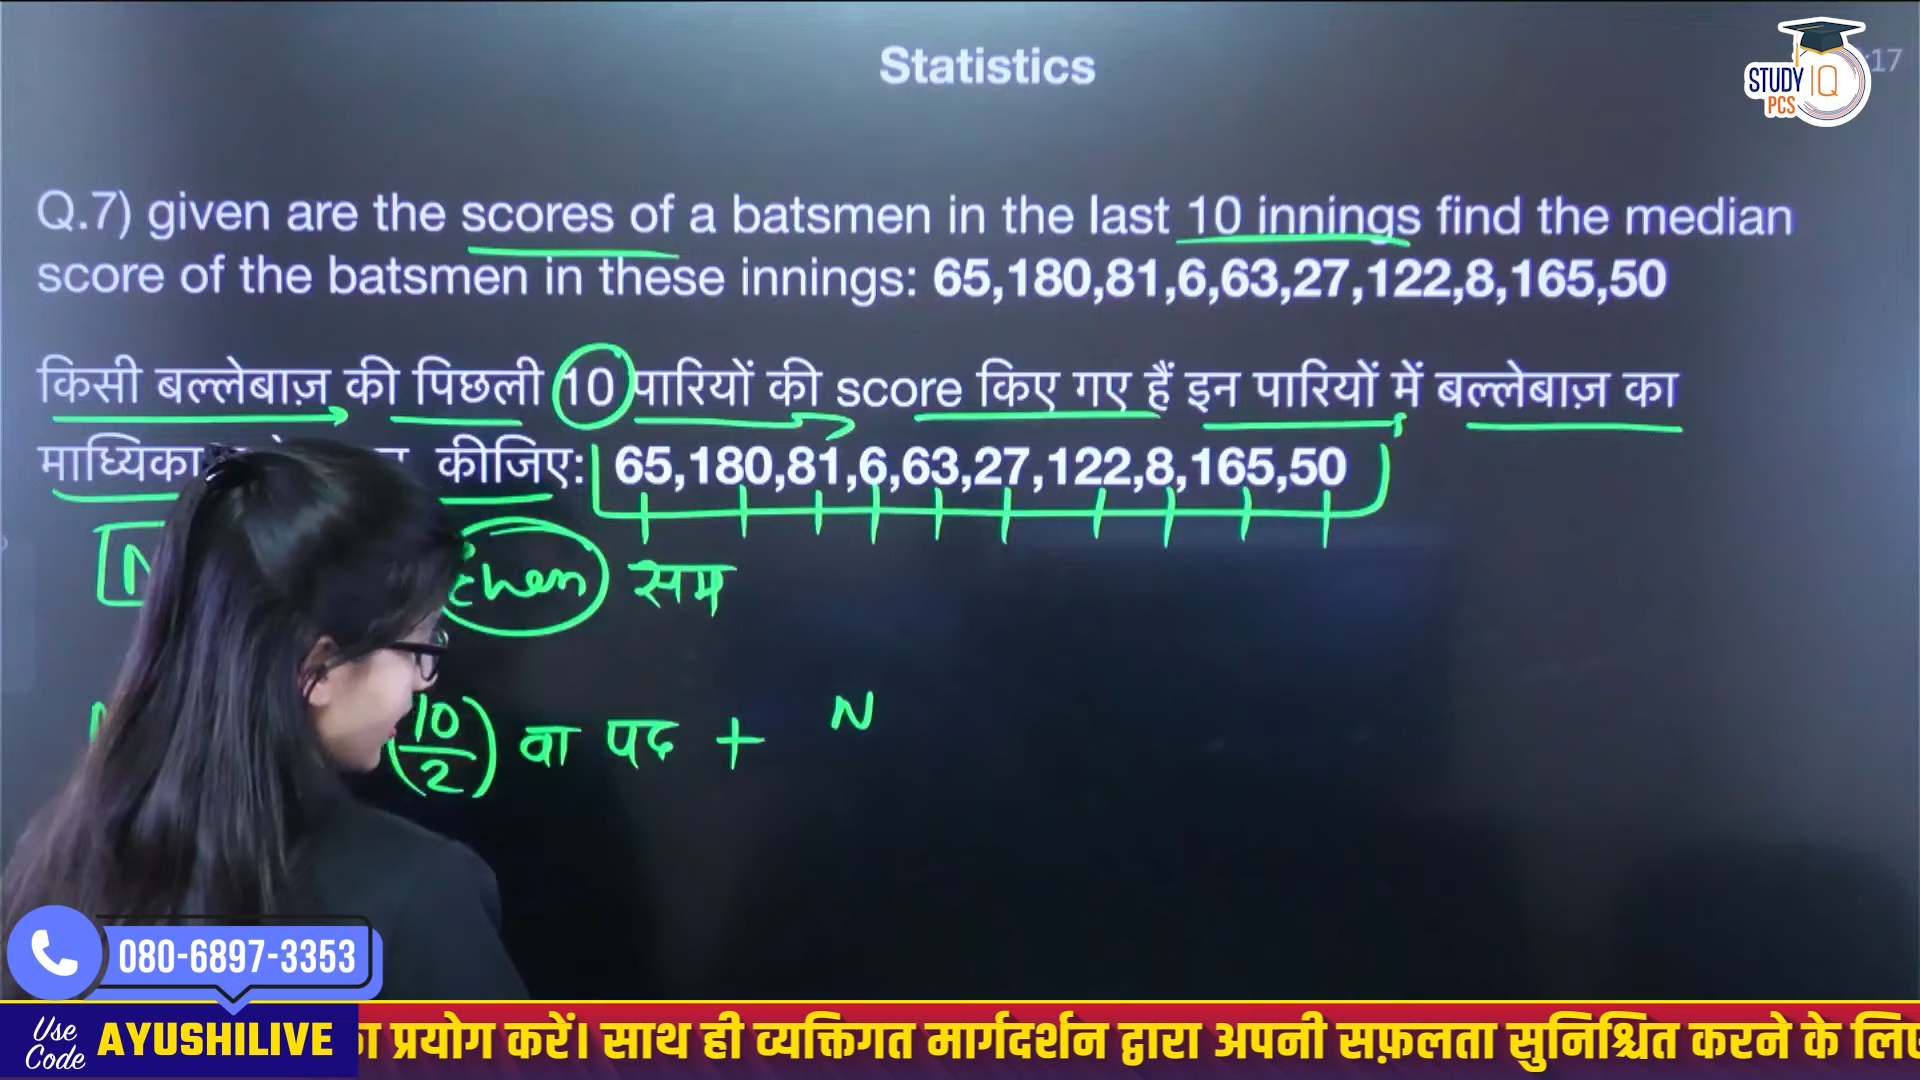 Statistics
:17
STUDY IQ
PCS
Q.7) given are the scores of a batsmen in the last 10 innings find the median
score of the batsmen in these innings: 65,180,81,6,63,27,122,8,165,50
किसी बल्लेबाज़ की पिछली 10 पारियों की score किए गए हैं इन पारियों में बल्लेबाज़ का
माध्यिका कीजिए: 65,180,81,6,63,27,122,8,165,50
N सम
(10/2) वा पद + N
080-6897-3353
Use Code AYUSHILIVE
का प्रयोग करें। साथ ही व्यक्तिगत मार्गदर्शन द्वारा अपनी सफ़लता सुनिश्चित करने के लिए